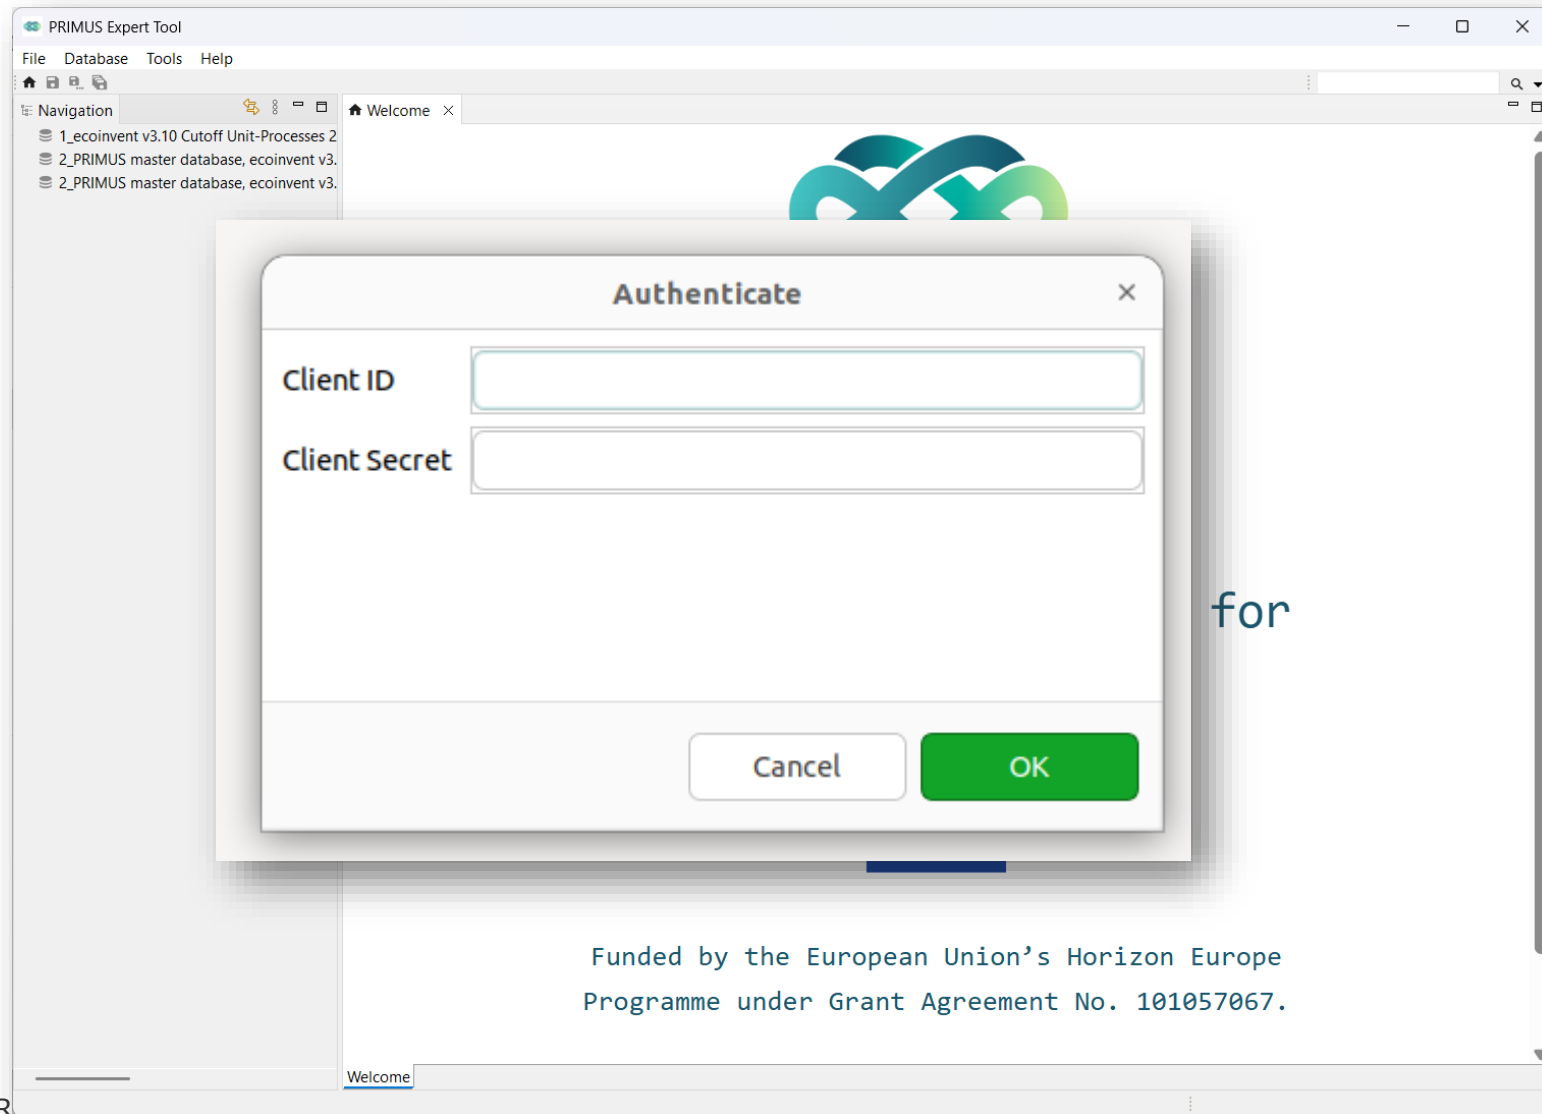 PRIMUS Expert Tool
File Database Tools Help
Navigation
Welcome
1_ecoinvent v3.10 Cutoff Unit-Processes 2
2_PRIMUS master database, ecoinvent v3.
2_PRIMUS master database, ecoinvent v3.
Authenticate
Client ID
Client Secret
for
Cancel OK
Funded by the European Union’s Horizon Europe
Programme under Grant Agreement No. 101057067.
Welcome
R